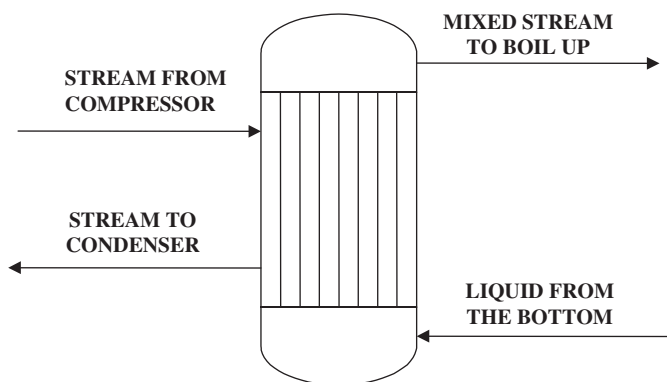 MIXED STREAM
TO BOIL UP
STREAM FROM
COMPRESSOR
STREAM TO
CONDENSER
LIQUID FROM
THE BOTTOM